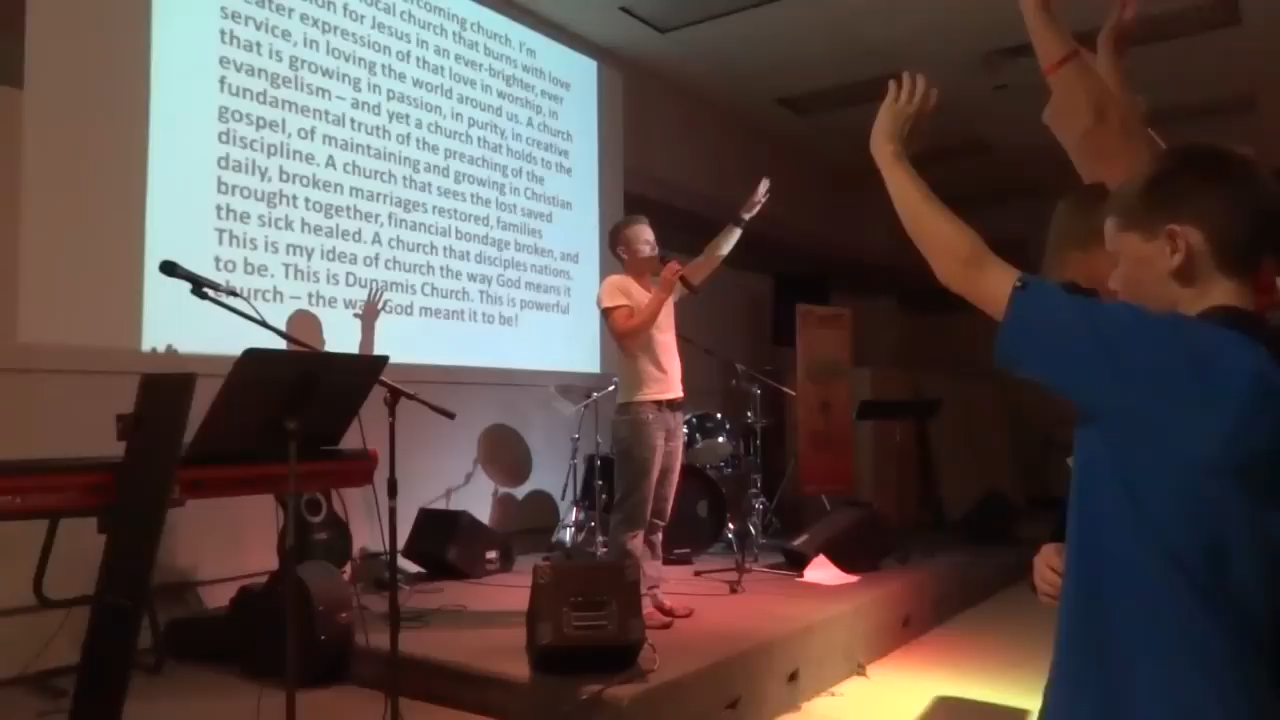 coming church. I'm
local church that burns with love
for Jesus in an ever-brighter, ever
expression of that love in worship, in
service, in loving the world around us. A church
that is growing in passion, in purity, in creative
evangelism – and yet a church that holds to the
fundamental truth of the preaching of the
gospel, of maintaining and growing in Christian
discipline. A church that sees the lost saved
daily, broken marriages restored, families
brought together, financial bondage broken, and
the sick healed. A church that disciples nations.
This is my idea of church the way God means it
to be. This is Dunamis Church. This is powerful
church – the way God meant it to be!